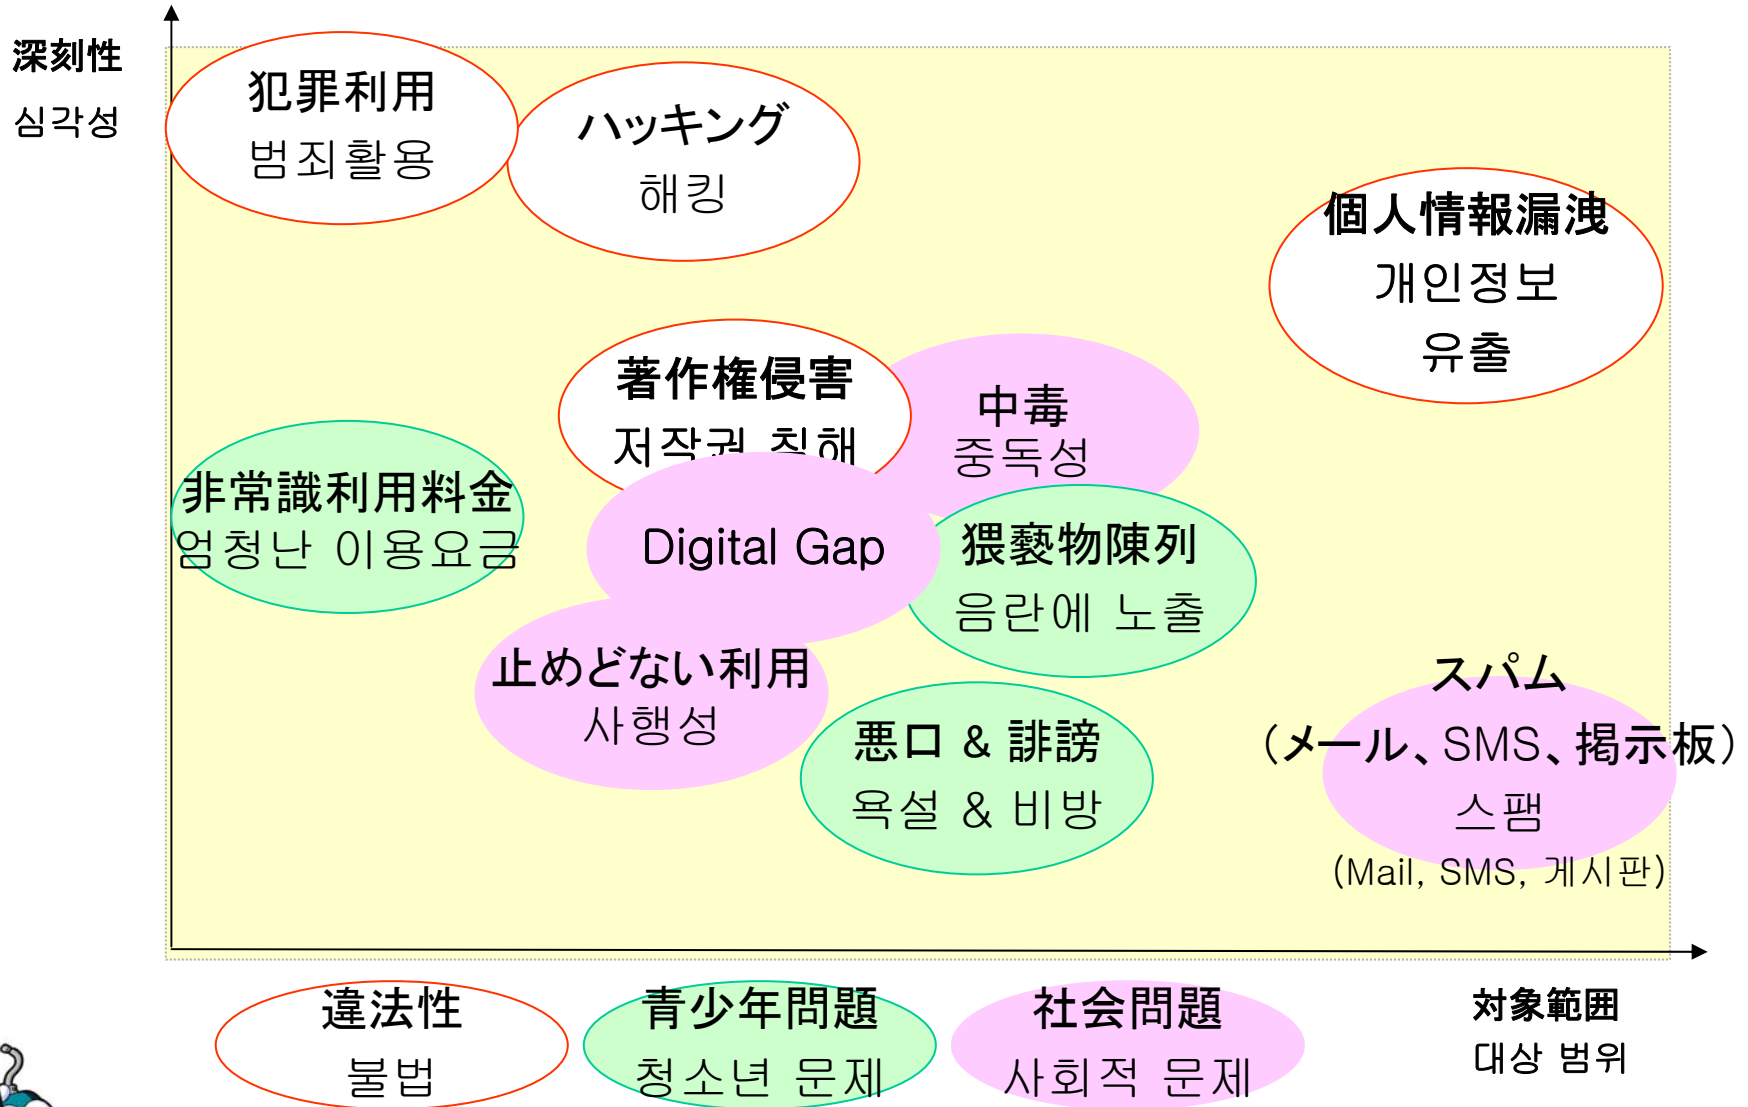 深刻性
심각성
犯罪利用
범죄활용
ハッキング
해킹
個人情報漏洩
개인정보
유출
著作権侵害
저작권 침해
中毒
중독성
非常識利用料金
엄청난 이용요금
Digital Gap
猥褻物陳列
음란에 노출
止めどない利用
사행성
悪口 & 誹謗
욕설 & 비방
スパム
（メール、SMS、掲示板）
스팸
(Mail, SMS, 게시판)
違法性
불법
青少年問題
청소년 문제
社会問題
사회적 문제
対象範囲
대상 범위